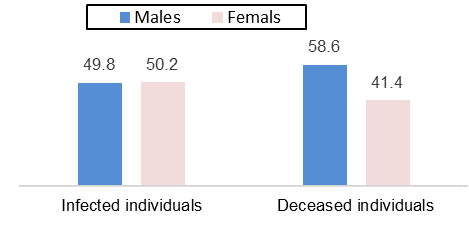 Males Femals
58.6
49.8 50.2
41.4
Infected individuals Deceased individuals